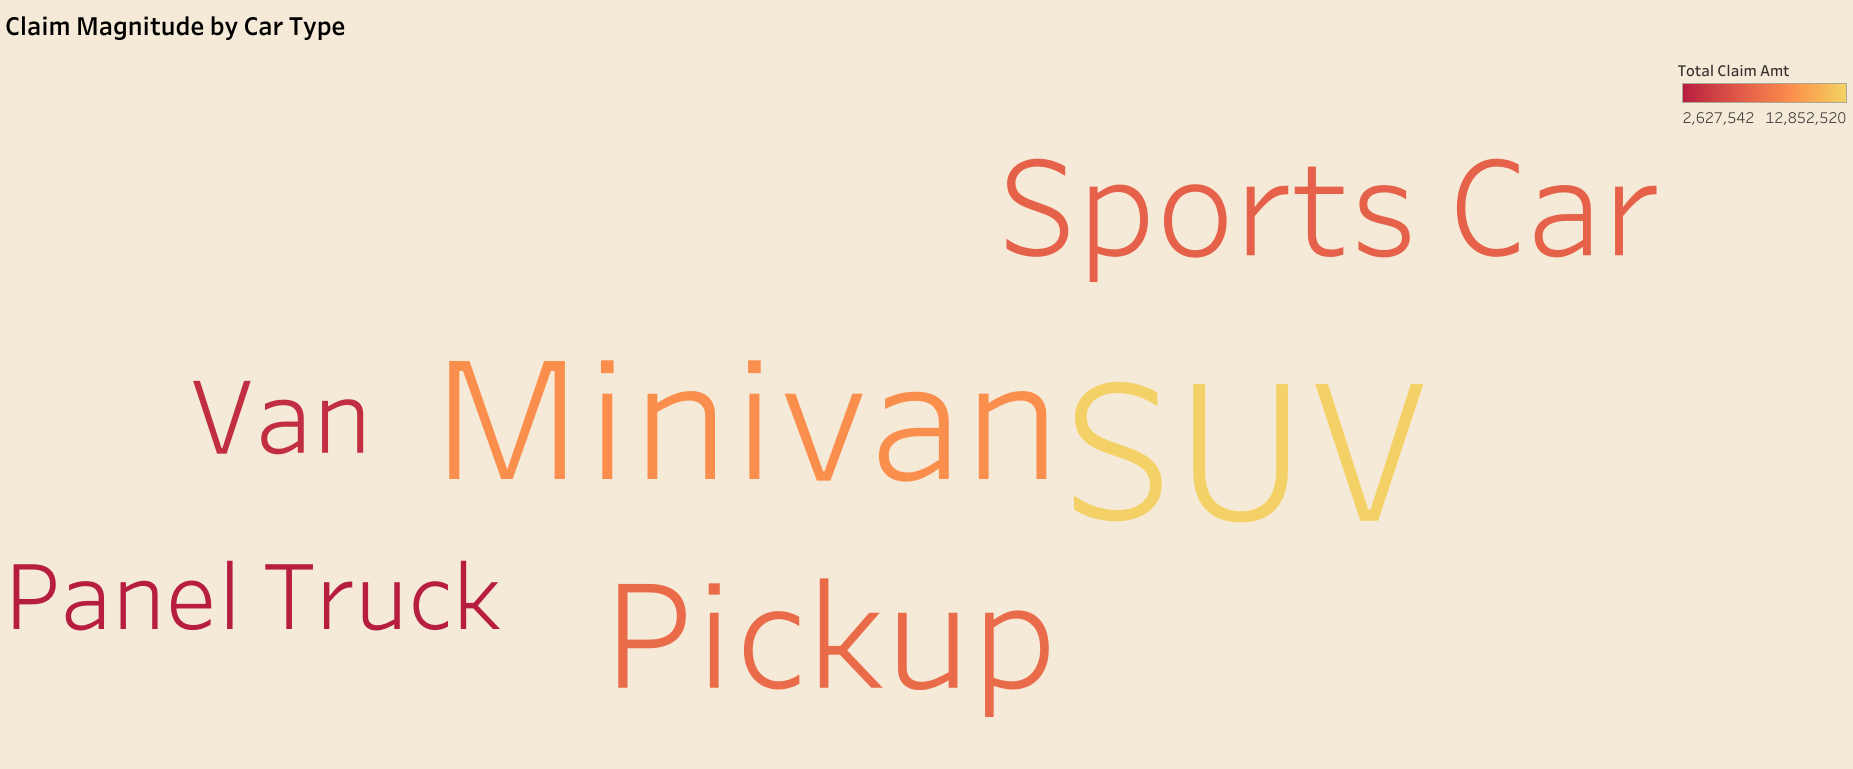 Claim Magnitude by Car Type
Total Claim Amt
2,627,542 12,852,520
Sports Car
Van Minivan SUV
Panel Truck Pickup